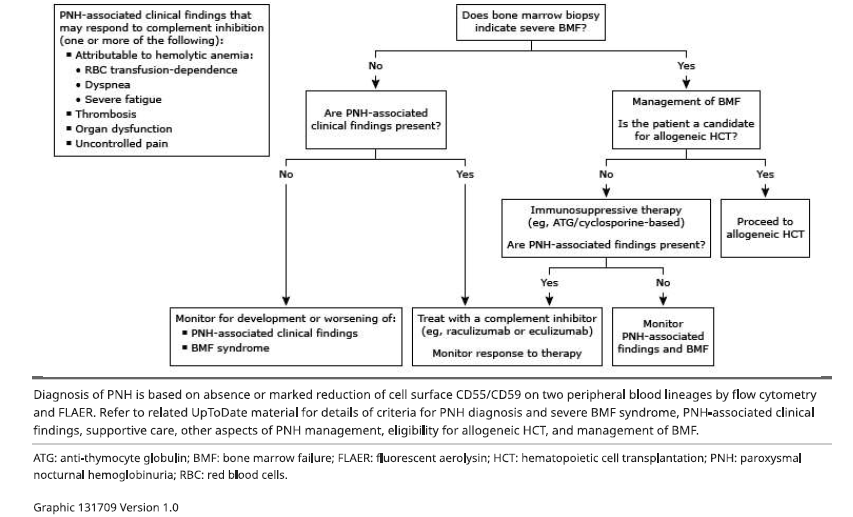 PNH-associated clinical findings that
may respond to complement inhibition
(one or more of the following):
▪ Attributable to hemolytic anemia:
• RBC transfusion-dependence
• Dyspnea
• Severe fatigue
▪ Thrombosis
▪ Organ dysfunction
▪ Uncontrolled pain
Does bone marrow biopsy
indicate severe BMF?
No
Yes
Are PNH-associated
clinical findings present?
Management of BMF
Is the patient a candidate
for allogeneic HCT?
No
Yes
No
Yes
Immunosuppressive therapy
(eg, ATG/cyclosporine-based)
Are PNH-associated findings present?
Proceed to
allogeneic HCT
Yes
No
Monitor for development or worsening of:
▪ PNH-associated clinical findings
▪ BMF syndrome
Treat with a complement inhibitor
(eg, raculizumab or eculizumab)
Monitor response to therapy
Monitor
PNH-associated
findings and BMF
Diagnosis of PNH is based on absence or marked reduction of cell surface CD55/CD59 on two peripheral blood lineages by flow cytometry
and FLAER. Refer to related UpToDate material for details of criteria for PNH diagnosis and severe BMF syndrome, PNH-associated clinical
findings, supportive care, other aspects of PNH management, eligibility for allogeneic HCT, and management of BMF.
ATG: anti-thymocyte globulin; BMF: bone marrow failure; FLAER: fluorescent aerolysin; HCT: hematopoietic cell transplantation; PNH: paroxysmal
nocturnal hemoglobinuria; RBC: red blood cells.
Graphic 131709 Version 1.0